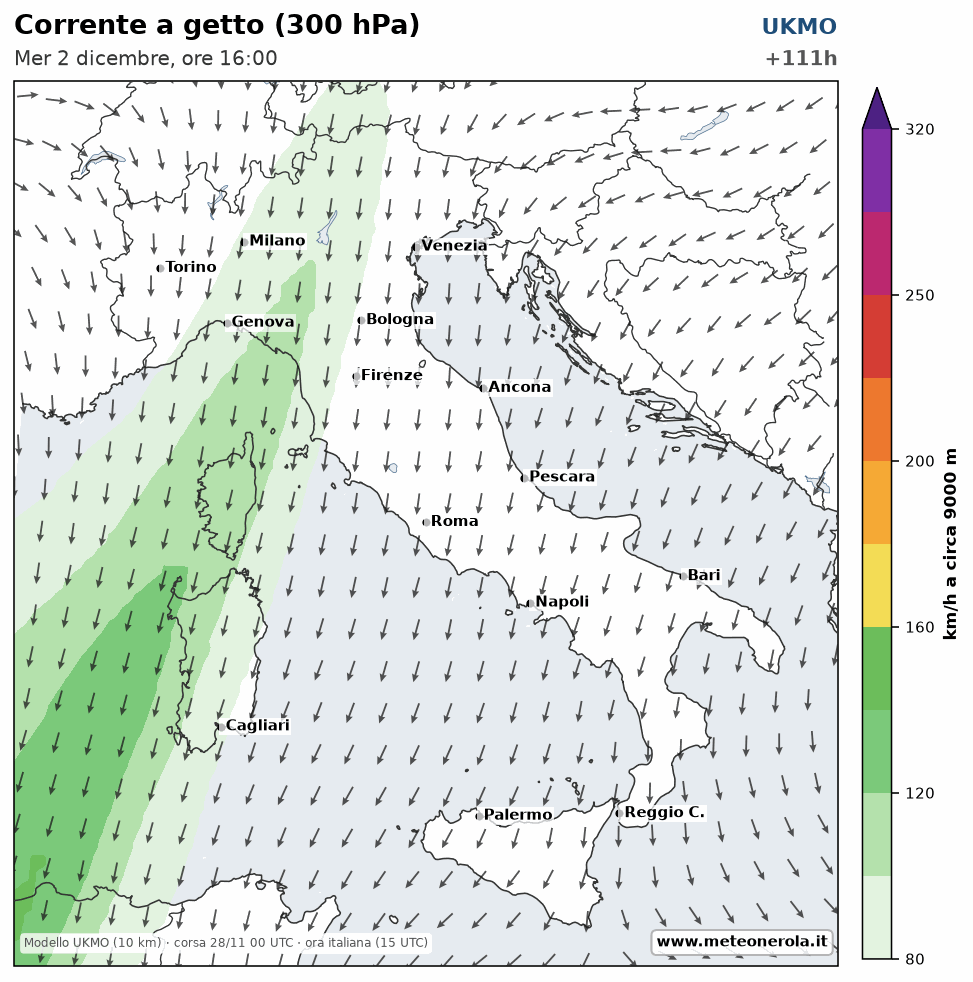 Corrente a getto (300 hPa)
UKMO
Mer 2 dicembre, ore 16:00
+111h
Milano
Venezia
Torino
Genova
Bologna
Firenze
Ancona
Pescara
Roma
Bari
Napoli
Cagliari
Palermo
Reggio C.
320
250
200
160
120
80
km/h a circa 9000 m
Modello UKMO (10 km) · corsa 28/11 00 UTC · ora italiana (15 UTC)
www.meteonerola.it